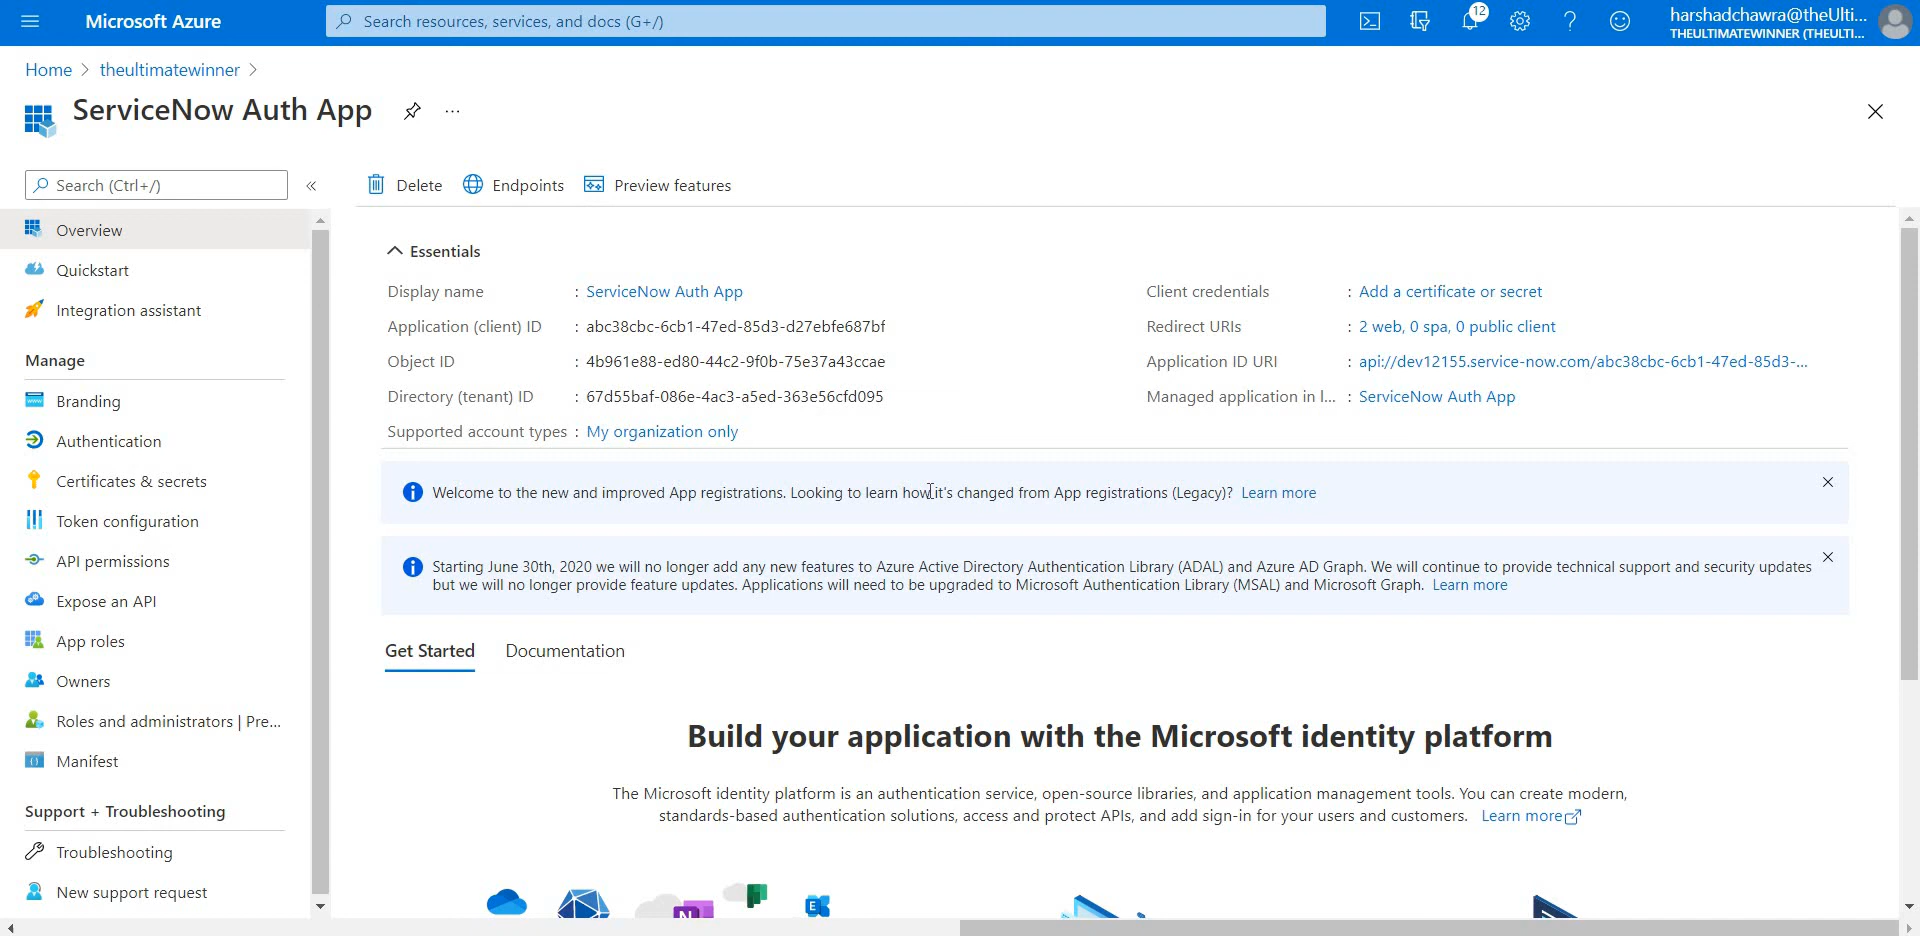 Microsoft Azure
Search resources, services, and docs (G+/)
12
harshadchawra@theUlti...
THEULTIMATEWINNER (THEULTI...
Home > theultimatewinner >
ServiceNow Auth App
...
Search (Ctrl+/)
«
Delete
Endpoints
Preview features
Overview
Quickstart
Integration assistant
Manage
Branding
Authentication
Certificates & secrets
Token configuration
API permissions
Expose an API
App roles
Owners
Roles and administrators | Pre...
Manifest
Support + Troubleshooting
Troubleshooting
New support request
Essentials
Display name : ServiceNow Auth App
Application (client) ID : abc38cbc-6cb1-47ed-85d3-d27ebfe687bf
Object ID : 4b961e88-ed80-44c2-9f0b-75e37a43ccae
Directory (tenant) ID : 67d55baf-086e-4ac3-a5ed-363e56cfd095
Supported account types : My organization only
Client credentials : Add a certificate or secret
Redirect URIs : 2 web, 0 spa, 0 public client
Application ID URI : api://dev12155.service-now.com/abc38cbc-6cb1-47ed-85d3-...
Managed application in l... : ServiceNow Auth App
Welcome to the new and improved App registrations. Looking to learn how it's changed from App registrations (Legacy)? Learn more
Starting June 30th, 2020 we will no longer add any new features to Azure Active Directory Authentication Library (ADAL) and Azure AD Graph. We will continue to provide technical support and security updates
but we will no longer provide feature updates. Applications will need to be upgraded to Microsoft Authentication Library (MSAL) and Microsoft Graph. Learn more
Get Started
Documentation
Build your application with the Microsoft identity platform
The Microsoft identity platform is an authentication service, open-source libraries, and application management tools. You can create modern,
standards-based authentication solutions, access and protect APIs, and add sign-in for your users and customers. Learn more
N
E